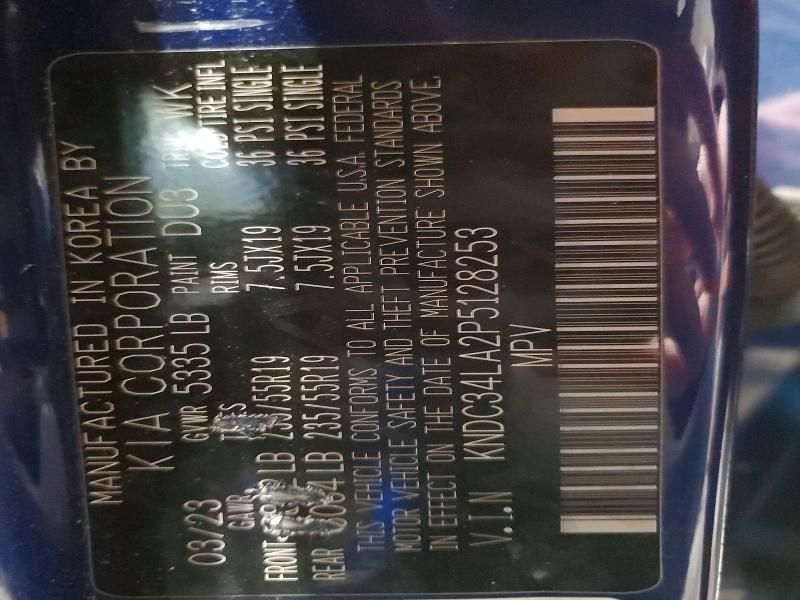 MANUFACTURED IN KOREA BY
KIA CORPORATION
03/23 GVWR 5335 LB PAINT DU3 WK
GAWR RIMS COLD TIRE INFL
FRONT LB 235/55R19 7.5JX19 36 PSI SINGLE
REAR LB 235/55R19 7.5JX19 36 PSI SINGLE
THIS VEHICLE CONFORMS TO ALL APPLICABLE U.S.A. FEDERAL
MOTOR VEHICLE SAFETY AND THEFT PREVENTION STANDARDS
IN EFFECT ON THE DATE OF MANUFACTURE SHOWN ABOVE.
V.I.N KNDC34LA2P5128253
MPV